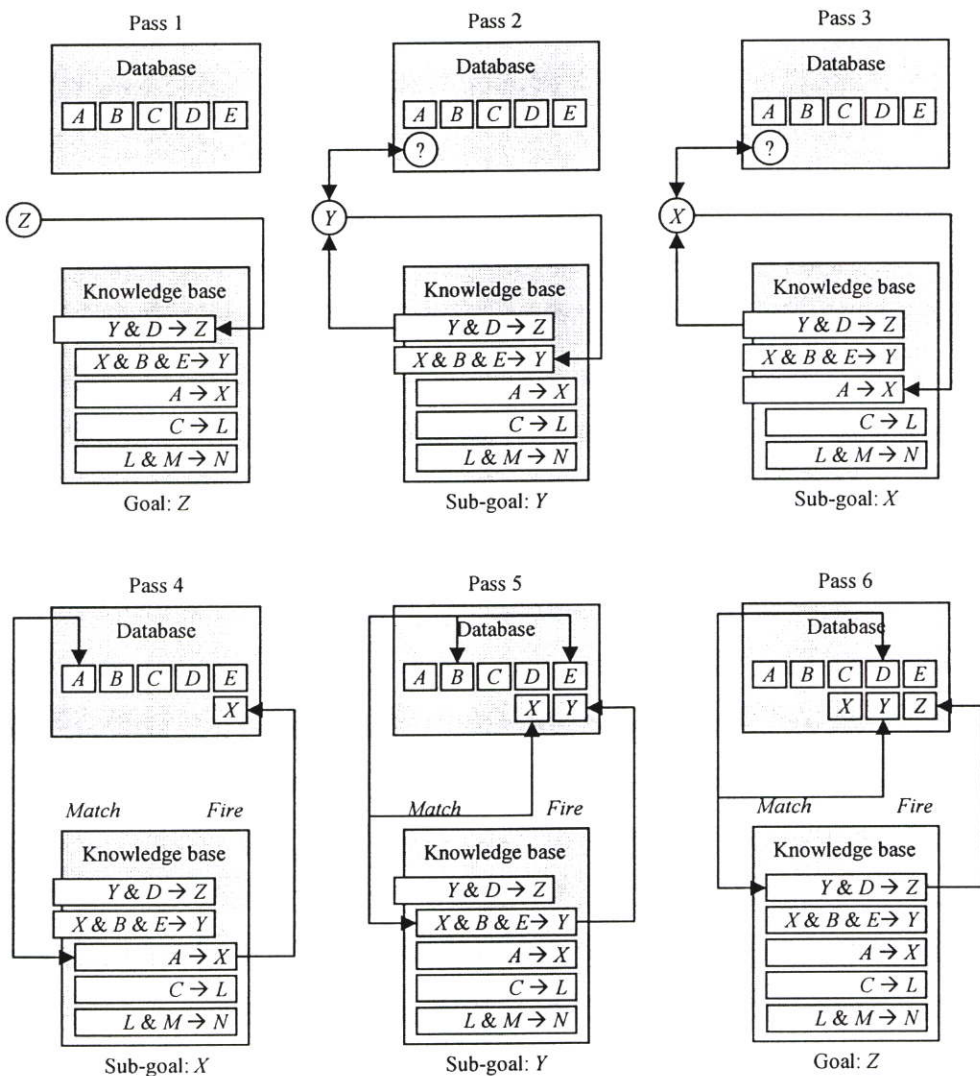 Pass 1
Database
A B C D E
Z
Knowledge base
Y & D → Z
X & B & E → Y
A → X
C → L
L & M → N
Goal: Z
Pass 2
Database
A B C D E
?
Y
Knowledge base
Y & D → Z
X & B & E → Y
A → X
C → L
L & M → N
Sub-goal: Y
Pass 3
Database
A B C D E
?
X
Knowledge base
Y & D → Z
X & B & E → Y
A → X
C → L
L & M → N
Sub-goal: X
Pass 4
Database
A B C D E
X
Match Fire
Knowledge base
Y & D → Z
X & B & E → Y
A → X
C → L
L & M → N
Sub-goal: X
Pass 5
Database
A B C D E
X Y
Match Fire
Knowledge base
Y & D → Z
X & B & E → Y
A → X
C → L
L & M → N
Sub-goal: Y
Pass 6
Database
A B C D E
X Y Z
Match Fire
Knowledge base
Y & D → Z
X & B & E → Y
A → X
C → L
L & M → N
Goal: Z